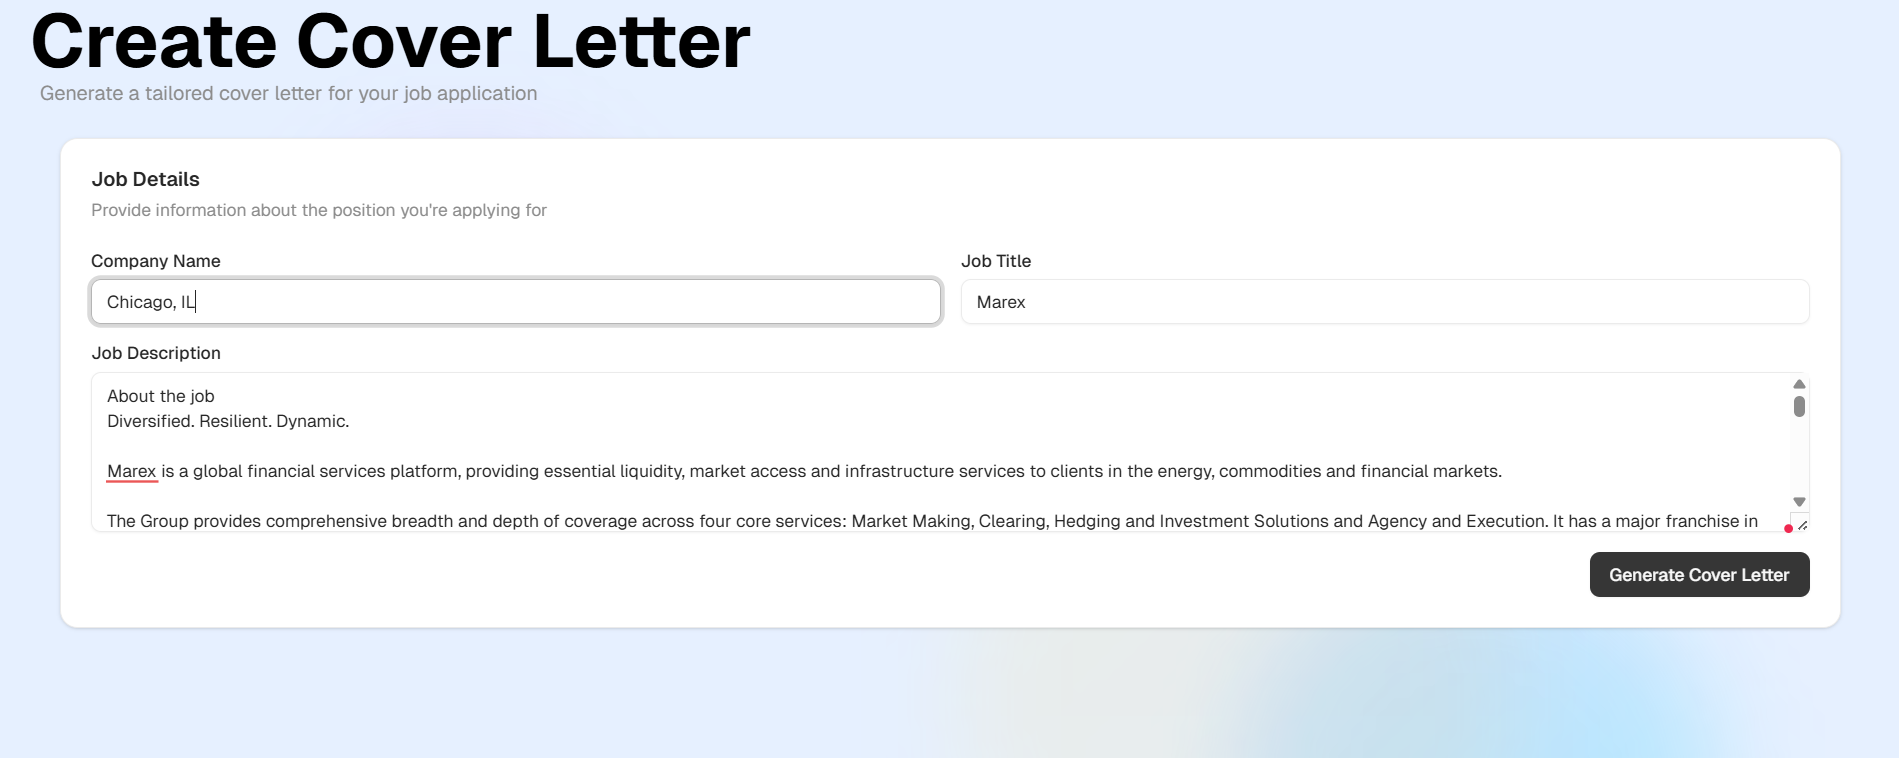 Create Cover Letter
Generate a tailored cover letter for your job application
Job Details
Provide information about the position you're applying for
Company Name
Chicago, IL
Job Title
Marex
Job Description
About the job
Diversified. Resilient. Dynamic.
Marex is a global financial services platform, providing essential liquidity, market access and infrastructure services to clients in the energy, commodities and financial markets.
The Group provides comprehensive breadth and depth of coverage across four core services: Market Making, Clearing, Hedging and Investment Solutions and Agency and Execution. It has a major franchise in
Generate Cover Letter